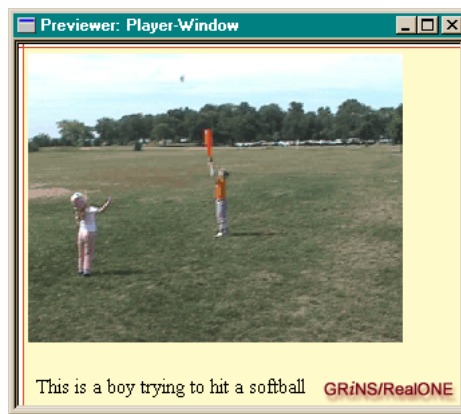 Previewer: Player-Window
This is a boy trying to hit a softball
GRiNS/RealONE